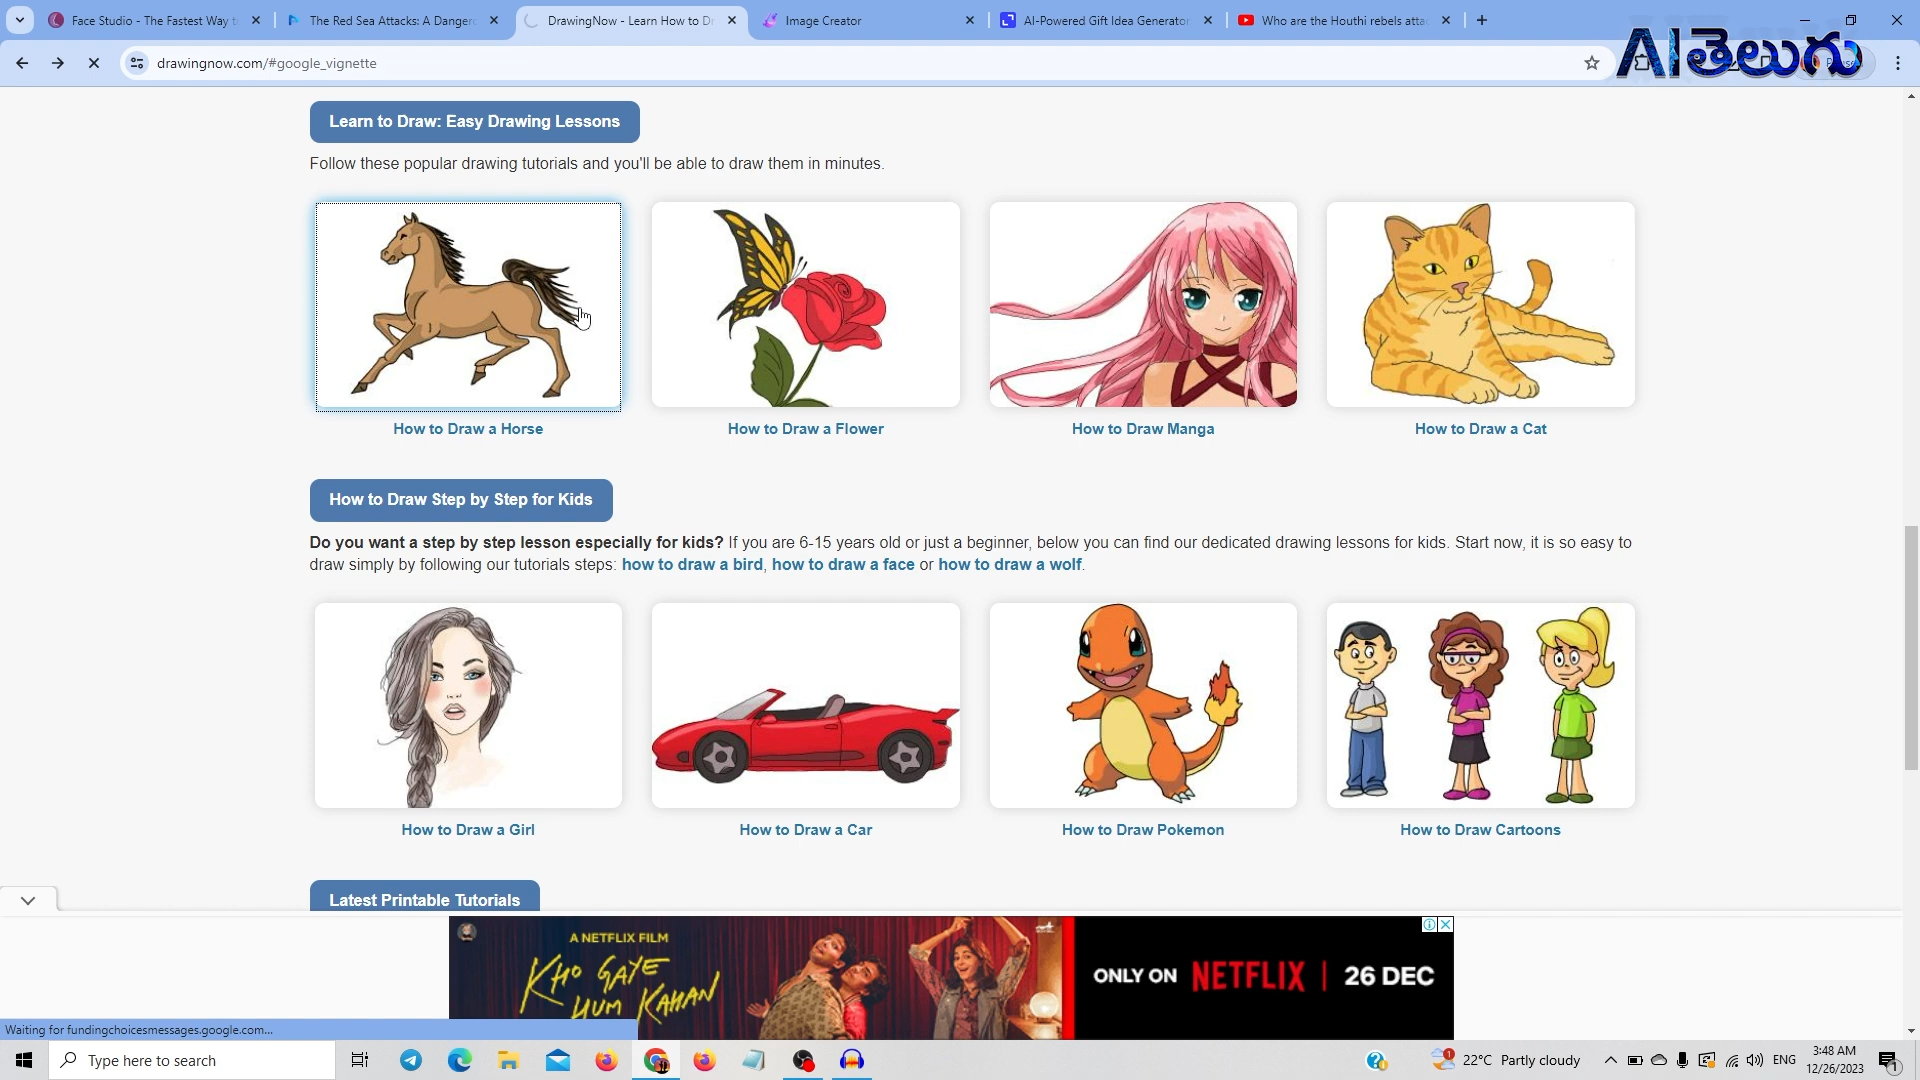 Face Studio - The Fastest Way t
The Red Sea Attacks: A Danger
DrawingNow - Learn How to D
Image Creator
AI-Powered Gift Idea Generator
Who are the Houthi rebels atta
AIతెలుగు
drawingnow.com/#google_vignette
Learn to Draw: Easy Drawing Lessons
Follow these popular drawing tutorials and you'll be able to draw them in minutes.
How to Draw a Horse
How to Draw a Flower
How to Draw Manga
How to Draw a Cat
How to Draw Step by Step for Kids
Do you want a step by step lesson especially for kids? If you are 6-15 years old or just a beginner, below you can find our dedicated drawing lessons for kids. Start now, it is so easy to
draw simply by following our tutorials steps: how to draw a bird, how to draw a face or how to draw a wolf.
How to Draw a Girl
How to Draw a Car
How to Draw Pokemon
How to Draw Cartoons
Latest Printable Tutorials
A NETFLIX FILM
KHO GAYE
HUM KAHAN
ONLY ON NETFLIX | 26 DEC
Waiting for fundingchoicesmessages.google.com...
Type here to search
22°C Partly cloudy
ENG
3:48 AM
12/26/2023